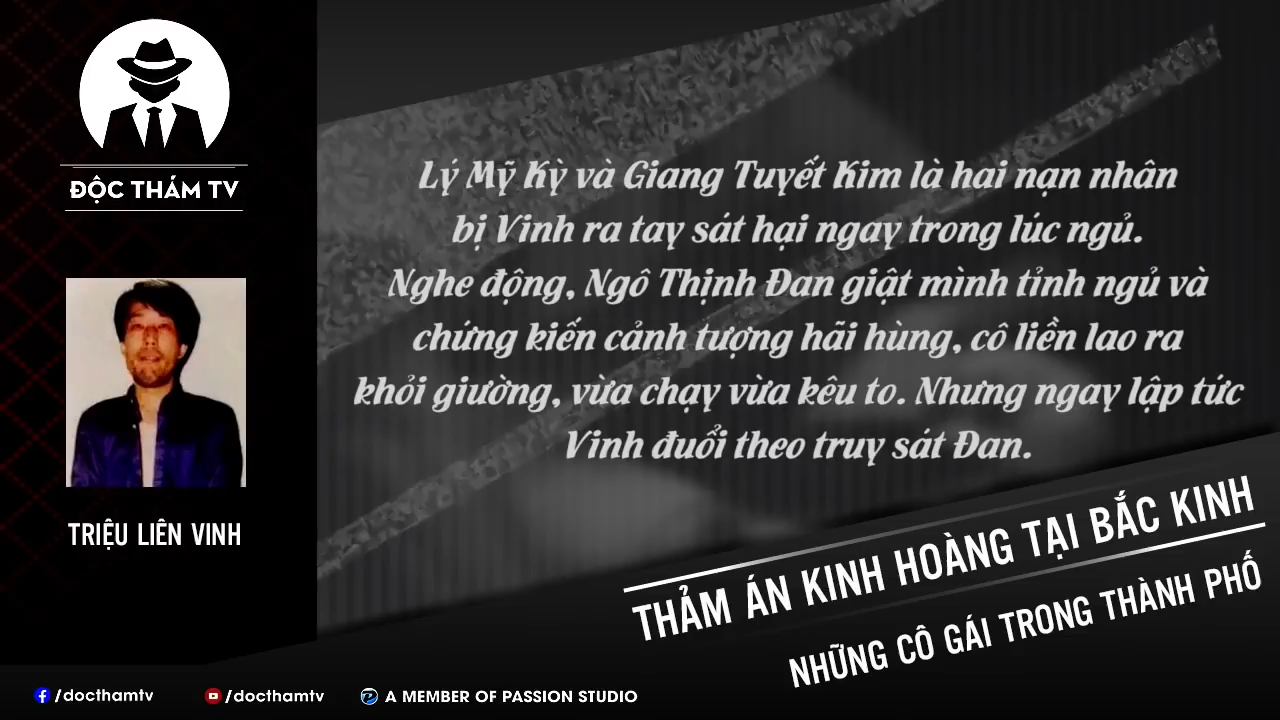 ĐỘC THÁM TV
Lý Mỹ Kỳ và Giang Tuyết Kim là hai nạn nhân
bị Vinh ra tay sát hại ngay trong lúc ngủ.
Nghe động, Ngô Thịnh Đan giật mình tỉnh ngủ và
chứng kiến cảnh tượng hãi hùng, cô liền lao ra
khỏi giường, vừa chạy vừa kêu to. Nhưng ngay lập tức
Vinh đuổi theo truy sát Đan.
TRIỆU LIÊN VINH
THẢM ÁN KINH HOÀNG TẠI BẮC KINH
NHỮNG CÔ GÁI TRONG THÀNH PHỐ
/docthamtv
/docthamtv
A MEMBER OF PASSION STUDIO